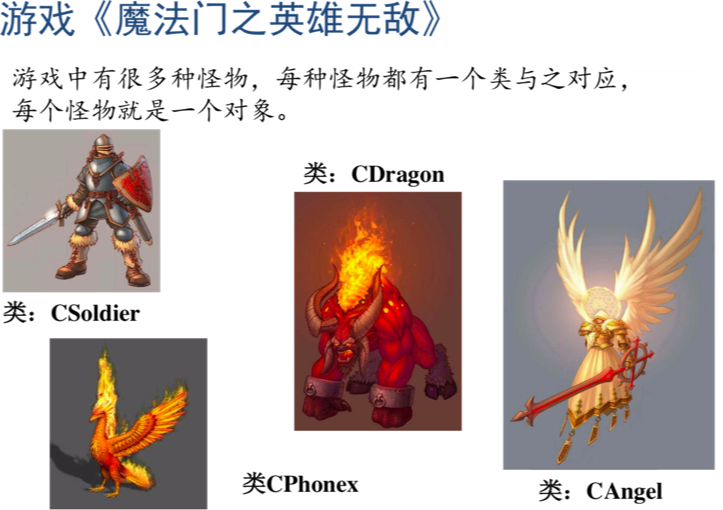 游戏《魔法门之英雄无敌》
游戏中有很多种怪物，每种怪物都有一个类与之对应，
每个怪物就是一个对象。
类：CDragon
类：CSoldier
类CPhonex
类：CAngel